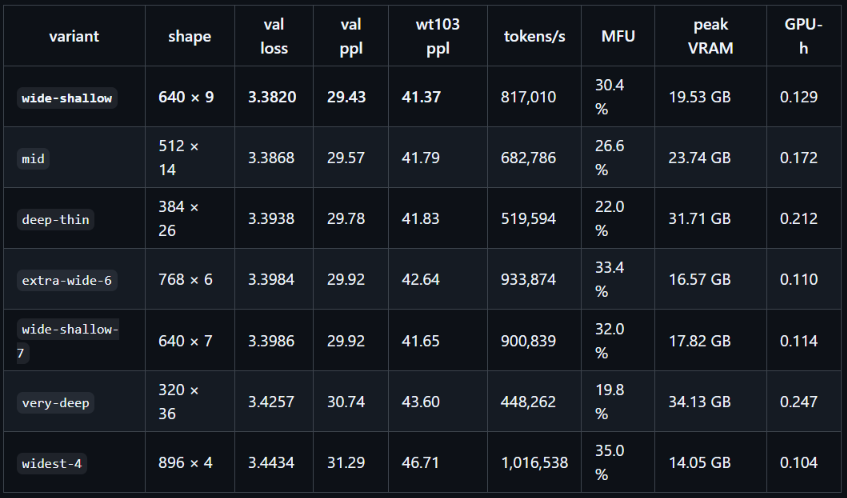 variant shape val loss val ppl wt103 ppl tokens/s MFU peak VRAM GPU-h
wide-shallow 640 × 9 3.3820 29.43 41.37 817,010 30.4 % 19.53 GB 0.129
mid 512 × 14 3.3868 29.57 41.79 682,786 26.6 % 23.74 GB 0.172
deep-thin 384 × 26 3.3938 29.78 41.83 519,594 22.0 % 31.71 GB 0.212
extra-wide-6 768 × 6 3.3984 29.92 42.64 933,874 33.4 % 16.57 GB 0.110
wide-shallow-7 640 × 7 3.3986 29.92 41.65 900,839 32.0 % 17.82 GB 0.114
very-deep 320 × 36 3.4257 30.74 43.60 448,262 19.8 % 34.13 GB 0.247
widest-4 896 × 4 3.4434 31.29 46.71 1,016,538 35.0 % 14.05 GB 0.104